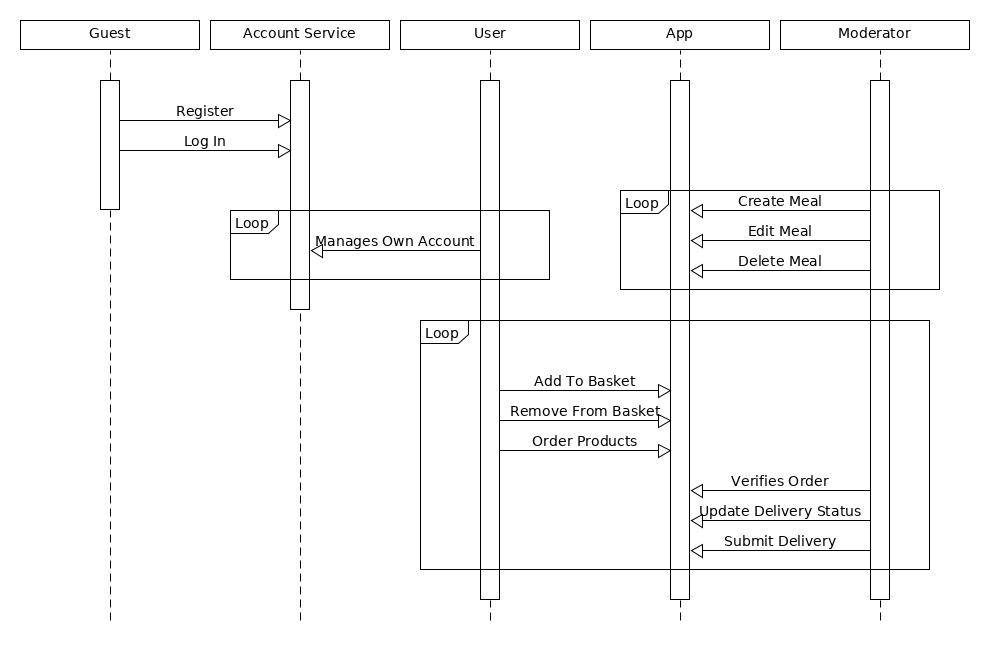 Guest
Account Service
User
App
Moderator
Register
Log In
Loop
Create Meal
Edit Meal
Delete Meal
Loop
Manages Own Account
Loop
Add To Basket
Remove From Basket
Order Products
Verifies Order
Update Delivery Status
Submit Delivery